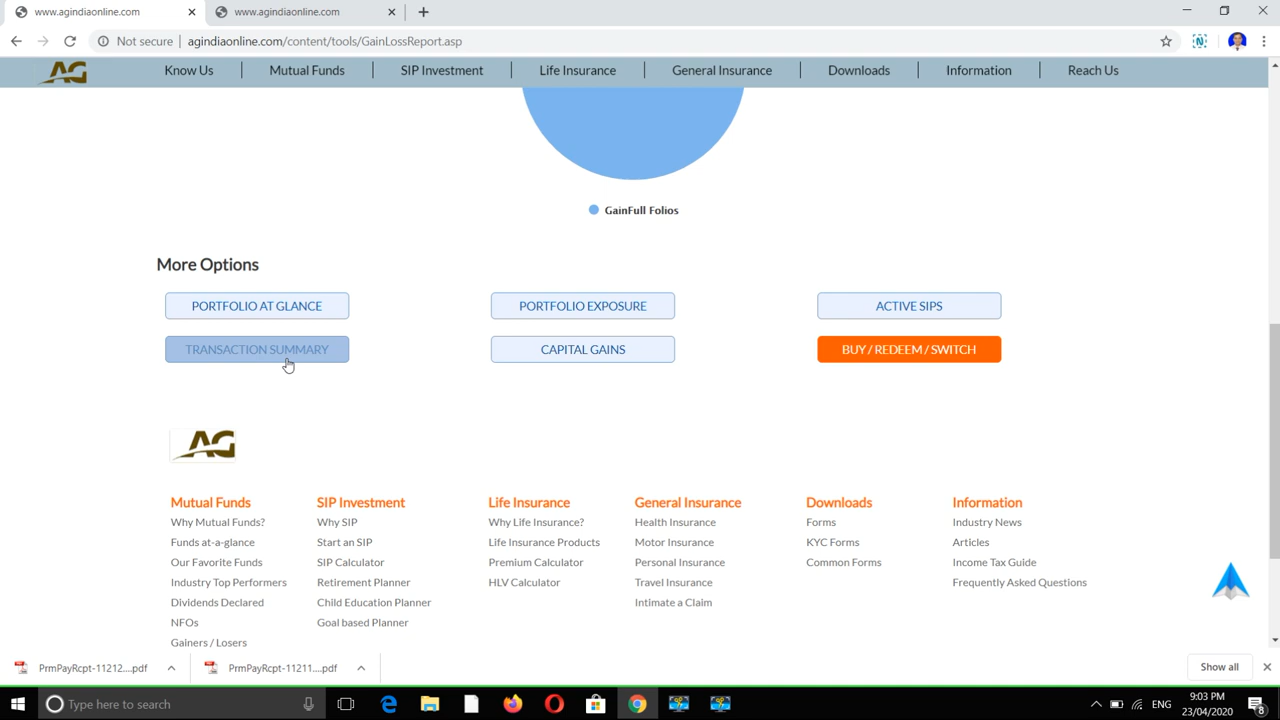 www.agindiaonline.com
www.agindiaonline.com
Not secure
agindiaonline.com/content/tools/GainLossReport.asp
AG
Know Us
Mutual Funds
SIP Investment
Life Insurance
General Insurance
Downloads
Information
Reach Us
GainFull Folios
More Options
PORTFOLIO AT GLANCE
PORTFOLIO EXPOSURE
ACTIVE SIPS
TRANSACTION SUMMARY
CAPITAL GAINS
BUY / REDEEM / SWITCH
AG
Mutual Funds
Why Mutual Funds?
Funds at-a-glance
Our Favorite Funds
Industry Top Performers
Dividends Declared
NFOs
Gainers / Losers
SIP Investment
Why SIP
Start an SIP
SIP Calculator
Retirement Planner
Child Education Planner
Goal based Planner
Life Insurance
Why Life Insurance?
Life Insurance Products
Premium Calculator
HLV Calculator
General Insurance
Health Insurance
Motor Insurance
Personal Insurance
Travel Insurance
Intimate a Claim
Downloads
Forms
KYC Forms
Common Forms
Information
Industry News
Articles
Income Tax Guide
Frequently Asked Questions
PrmPayRcpt-11212....pdf
PrmPayRcpt-11211....pdf
Show all
Type here to search
ENG
9:03 PM
23/04/2020
8